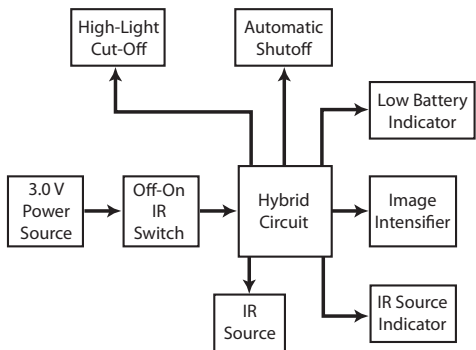 High-Light
Cut-Off
Automatic
Shutoff
Low Battery
Indicator
3.0 V
Power
Source
Off-On
IR
Switch
Hybrid
Circuit
Image
Intensifier
IR
Source
IR Source
Indicator